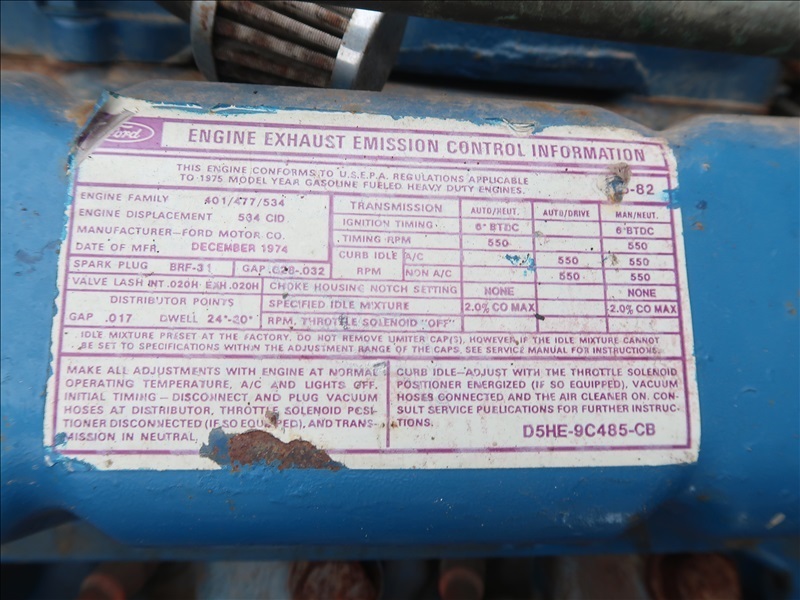 Ford ENGINE EXHAUST EMISSION CONTROL INFORMATION
THIS ENGINE CONFORMS TO U.S.E.P.A. REGULATIONS APPLICABLE
TO 1975 MODEL YEAR GASOLINE FUELED HEAVY DUTY ENGINES.
-82
ENGINE FAMILY 401/477/534
ENGINE DISPLACEMENT 534 CID
MANUFACTURER—FORD MOTOR CO.
DATE OF MFR. DECEMBER 1974
SPARK PLUG BRF-31 GAP .028-.032
VALVE LASH INT .020H EXH .020H
DISTRIBUTOR POINTS
GAP .017 DWELL 24°-30°
TRANSMISSION AUTO/NEUT. AUTO/DRIVE MAN/NEUT.
IGNITION TIMING 6° BTDC 6° BTDC
TIMING RPM 550 550
CURB IDLE RPM A/C 550 550
NON A/C 550 550
CHOKE HOUSING NOTCH SETTING NONE NONE
SPECIFIED IDLE MIXTURE 2.0% CO MAX 2.0% CO MAX
RPM, THROTTLE SOLENOID "OFF"
IDLE MIXTURE PRESET AT THE FACTORY. DO NOT REMOVE LIMITER CAP(S). HOWEVER, IF THE IDLE MIXTURE CANNOT
BE SET TO SPECIFICATIONS WITHIN THE ADJUSTMENT RANGE OF THE CAPS, SEE SERVICE MANUAL FOR INSTRUCTIONS.
MAKE ALL ADJUSTMENTS WITH ENGINE AT NORMAL
OPERATING TEMPERATURE, A/C AND LIGHTS OFF.
INITIAL TIMING — DISCONNECT, AND PLUG VACUUM
HOSES AT DISTRIBUTOR, THROTTLE SOLENOID POSI-
TIONER DISCONNECTED (IF SO EQUIPPED), AND TRANS-
MISSION IN NEUTRAL.
CURB IDLE—ADJUST WITH THE THROTTLE SOLENOID
POSITIONER ENERGIZED (IF SO EQUIPPED), VACUUM
HOSES CONNECTED AND THE AIR CLEANER ON. CON-
SULT SERVICE PUBLICATIONS FOR FURTHER INSTRUC-
TIONS.
D5HE-9C485-CB